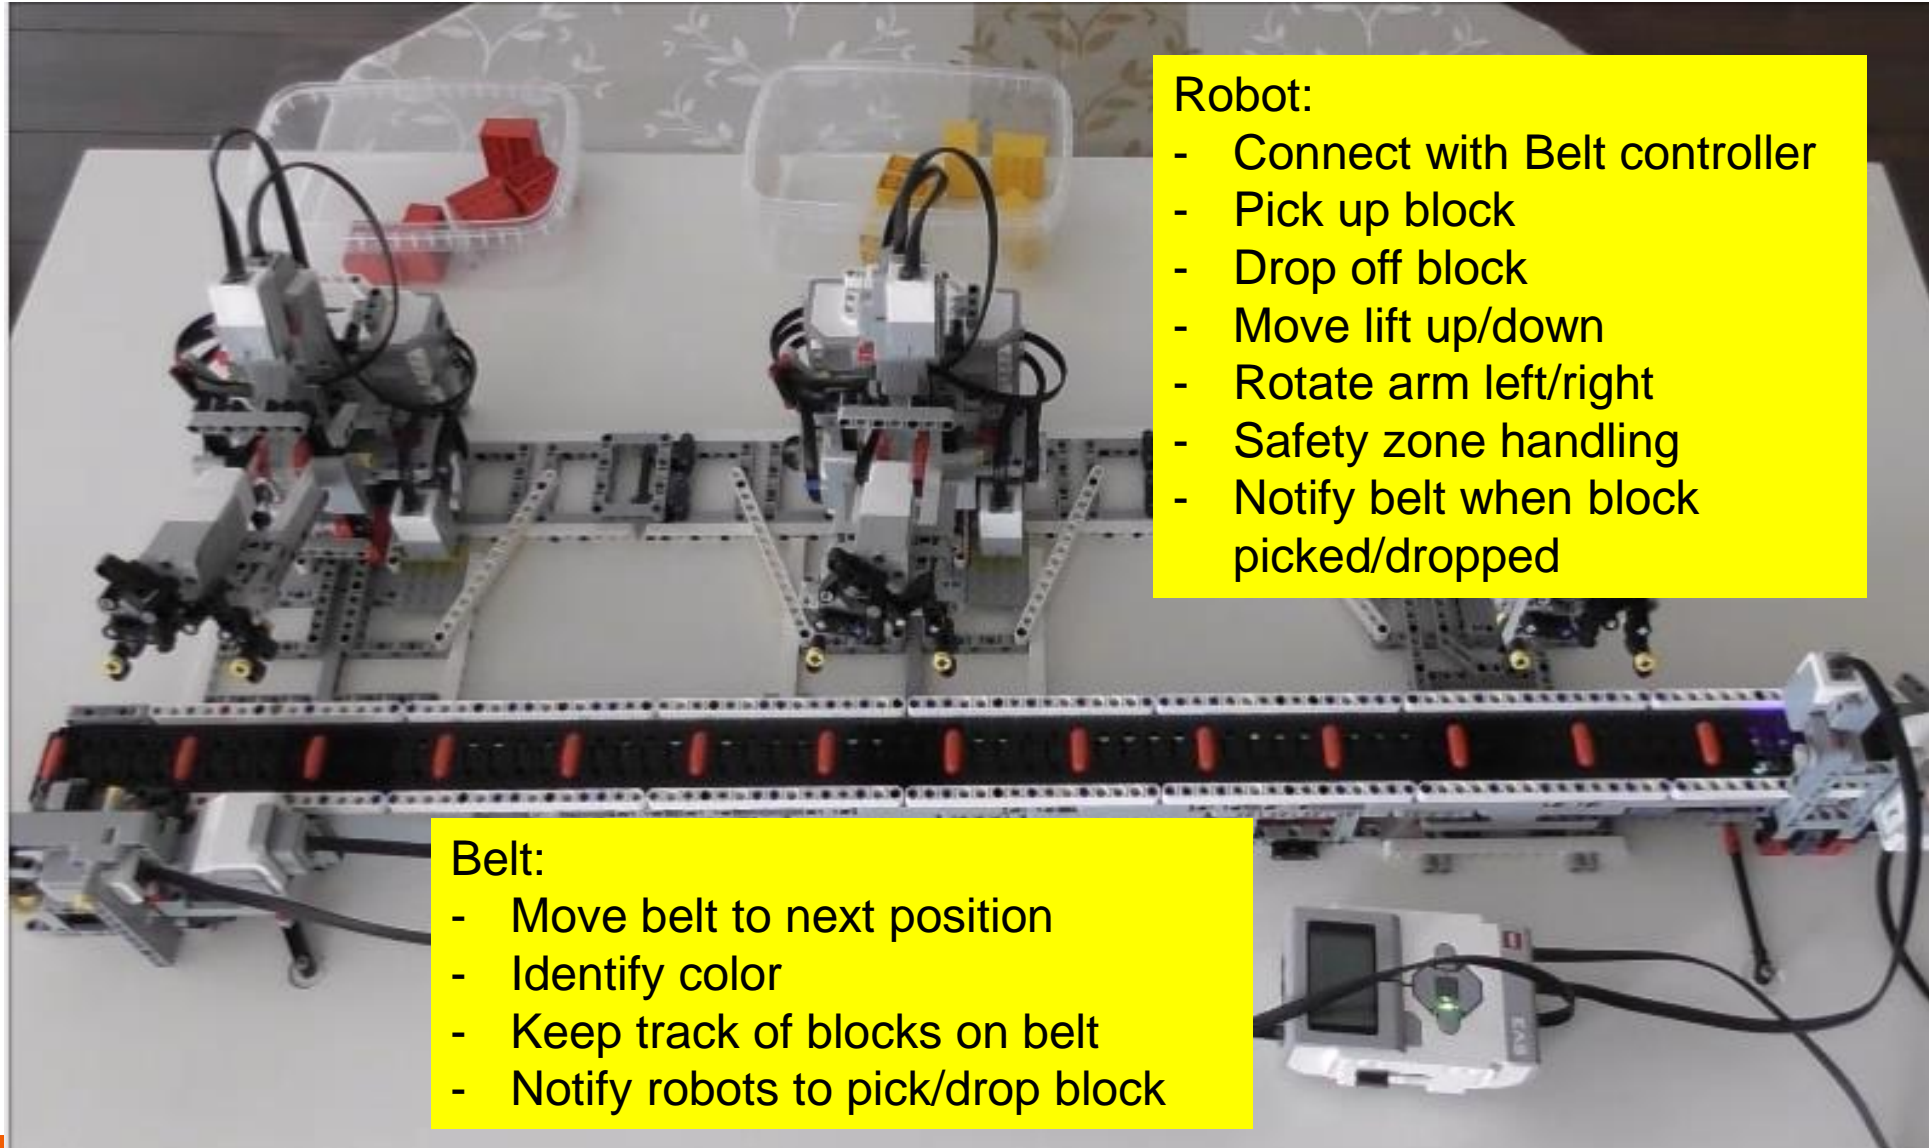 Robot:
- Connect with Belt controller
- Pick up block
- Drop off block
- Move lift up/down
- Rotate arm left/right
- Safety zone handling
- Notify belt when block
picked/dropped
Belt:
- Move belt to next position
- Identify color
- Keep track of blocks on belt
- Notify robots to pick/drop block
EV3